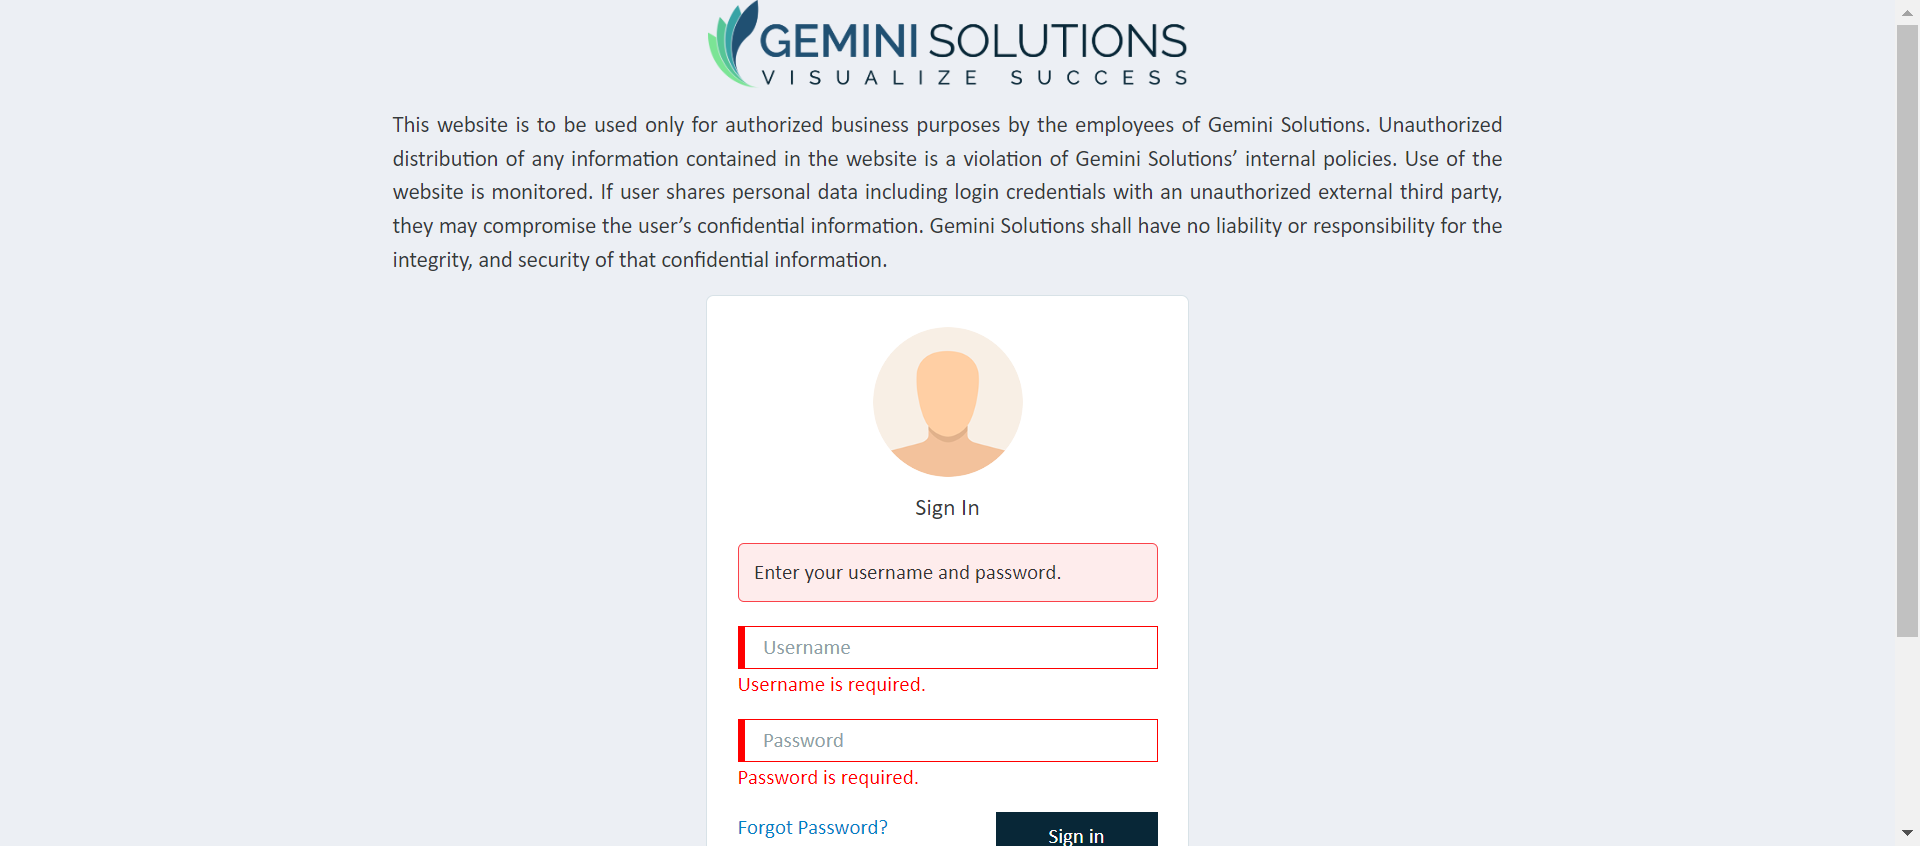 GEMINI SOLUTIONS
VISUALIZE SUCCESS
This website is to be used only for authorized business purposes by the employees of Gemini Solutions. Unauthorized
distribution of any information contained in the website is a violation of Gemini Solutions’ internal policies. Use of the
website is monitored. If user shares personal data including login credentials with an unauthorized external third party,
they may compromise the user’s confidential information. Gemini Solutions shall have no liability or responsibility for the
integrity, and security of that confidential information.
Sign In
Enter your username and password.
Username
Username is required.
Password
Password is required.
Forgot Password?
Sign in